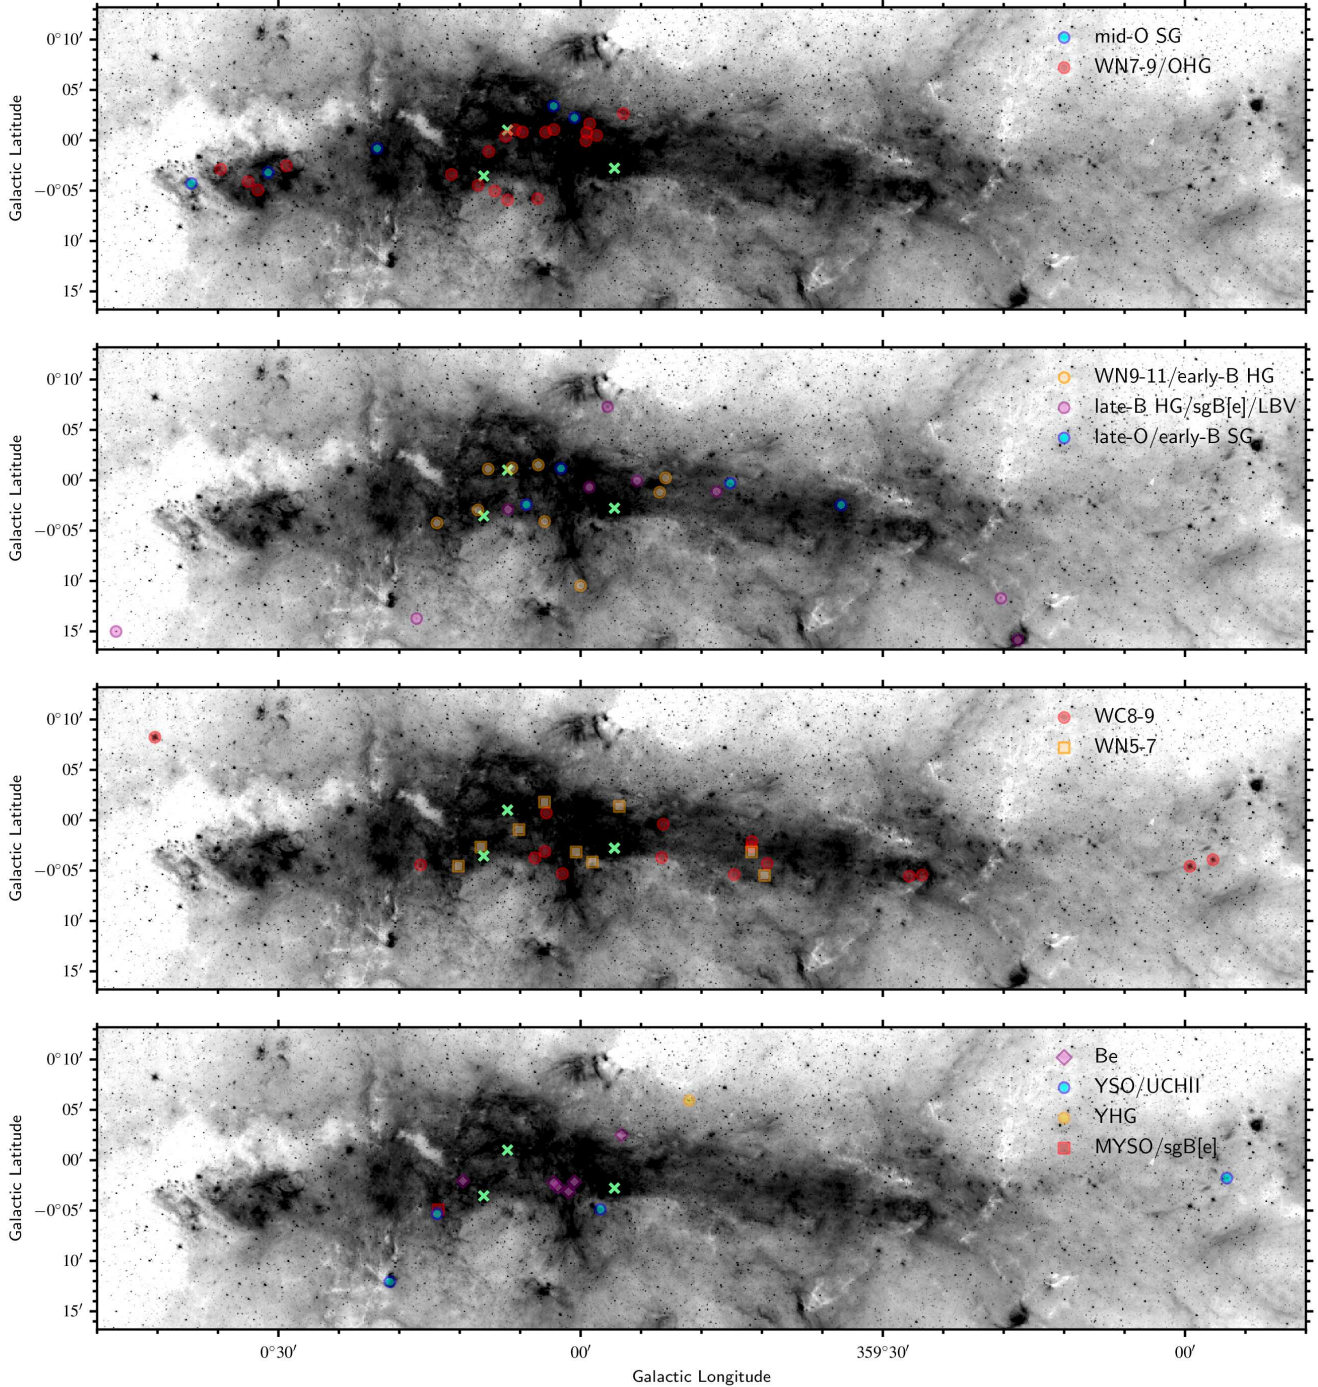 0°10′
05′
00′
−0°05′
10′
15′
Galactic Latitude
mid-O SG
WN7-9/OHG
0°10′
05′
00′
−0°05′
10′
15′
Galactic Latitude
WN9-11/early-B HG
late-B HG/sgB[e]/LBV
late-O/early-B SG
0°10′
05′
00′
−0°05′
10′
15′
Galactic Latitude
WC8-9
WN5-7
0°10′
05′
00′
−0°05′
10′
15′
Galactic Latitude
Be
YSO/UCHII
YHG
MYSO/sgB[e]
0°30′ 00′ 359°30′ 00′
Galactic Longitude